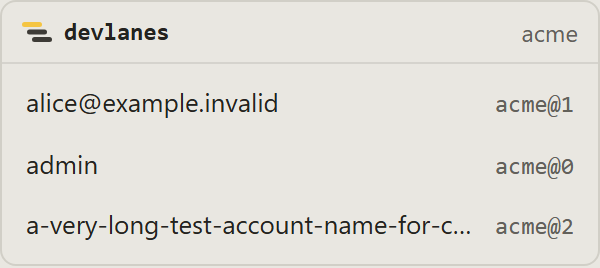 devlanes acme
alice@example.invalid acme@1
admin acme@0
a-very-long-test-account-name-for-c... acme@2